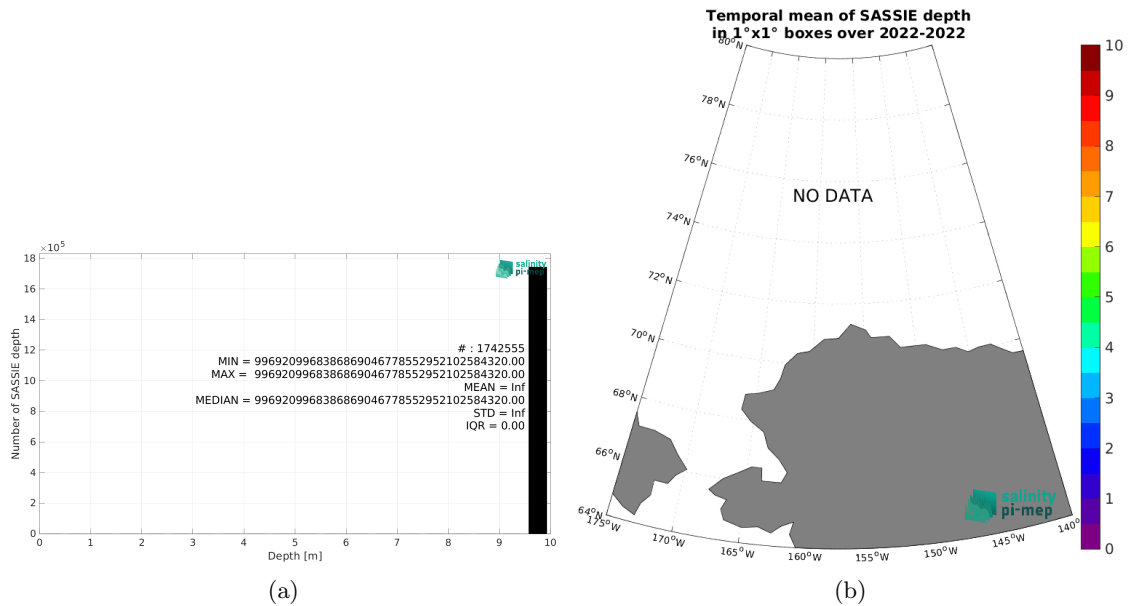 ×10⁵
18
16
14
12
10
8
6
4
2
0
Number of SASSIE depth
salinity
pi-mep
# : 1742555
MIN = 9969209968386869046778552952102584320.00
MAX = 9969209968386869046778552952102584320.00
MEAN = Inf
MEDIAN = 9969209968386869046778552952102584320.00
STD = Inf
IQR = 0.00
0 1 2 3 4 5 6 7 8 9 10
Depth [m]
(a)
Temporal mean of SASSIE depth
in 1°x1° boxes over 2022-2022
80°N
78°N
76°N
74°N
72°N
70°N
68°N
66°N
64°N
NO DATA
175°W
170°W
165°W
160°W
155°W
150°W
145°W
140°
salinity
pi-mep
10
9
8
7
6
5
4
3
2
1
0
(b)